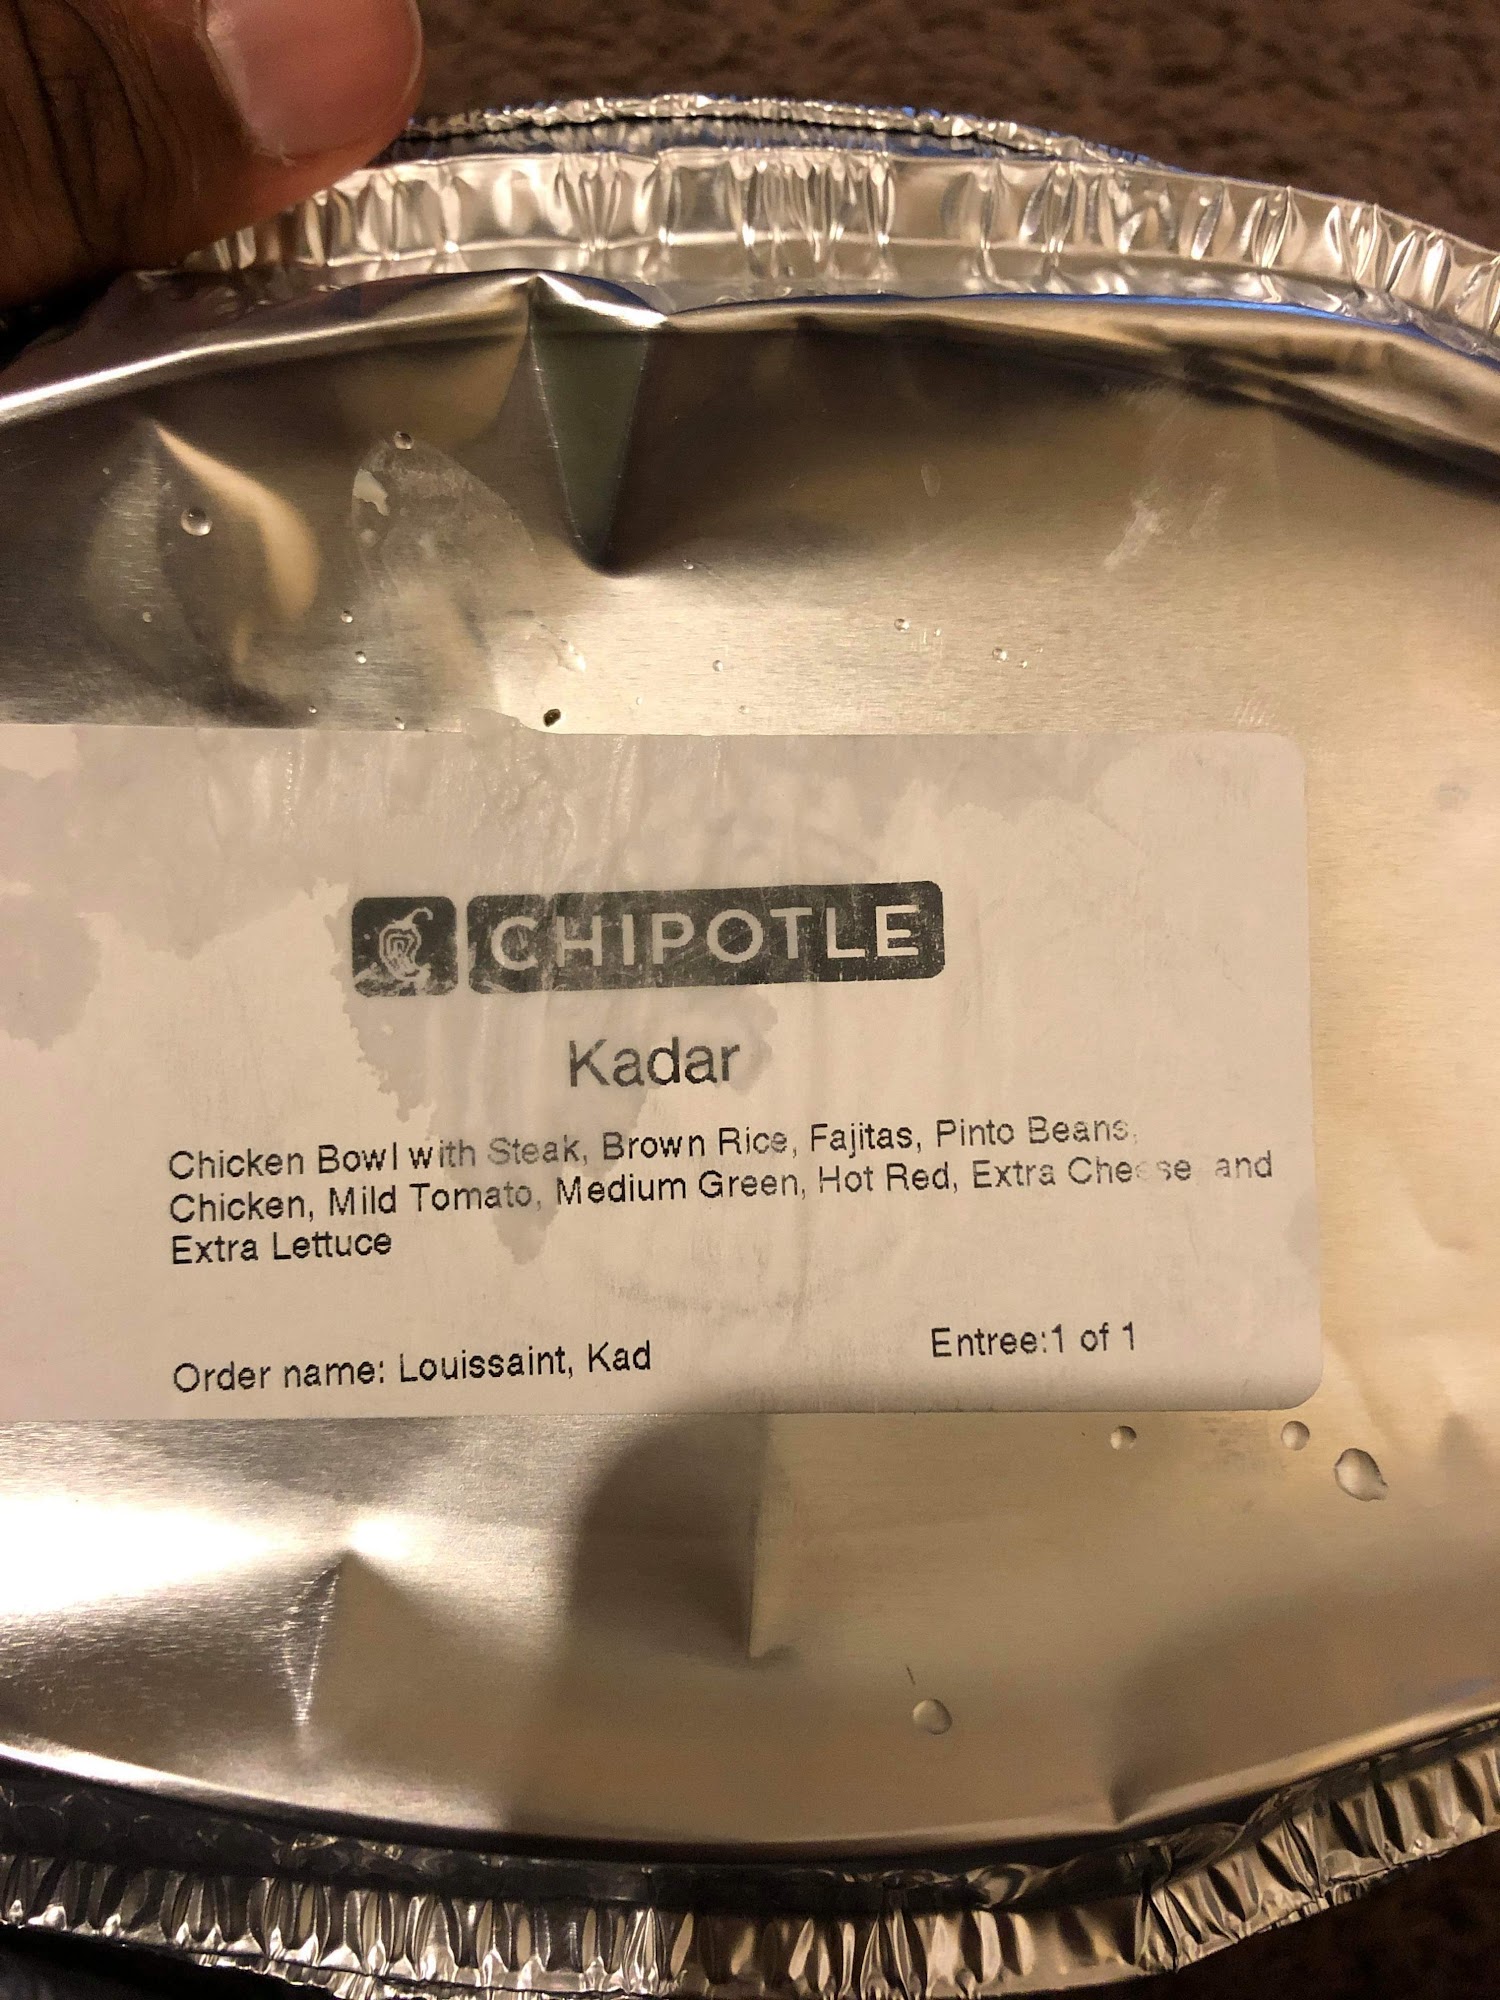 CHIPOTLE
Kadar
Chicken Bowl with Steak, Brown Rice, Fajitas, Pinto Beans,
Chicken, Mild Tomato, Medium Green, Hot Red, Extra Cheese and
Extra Lettuce
Order name: Louissaint, Kad
Entree:1 of 1